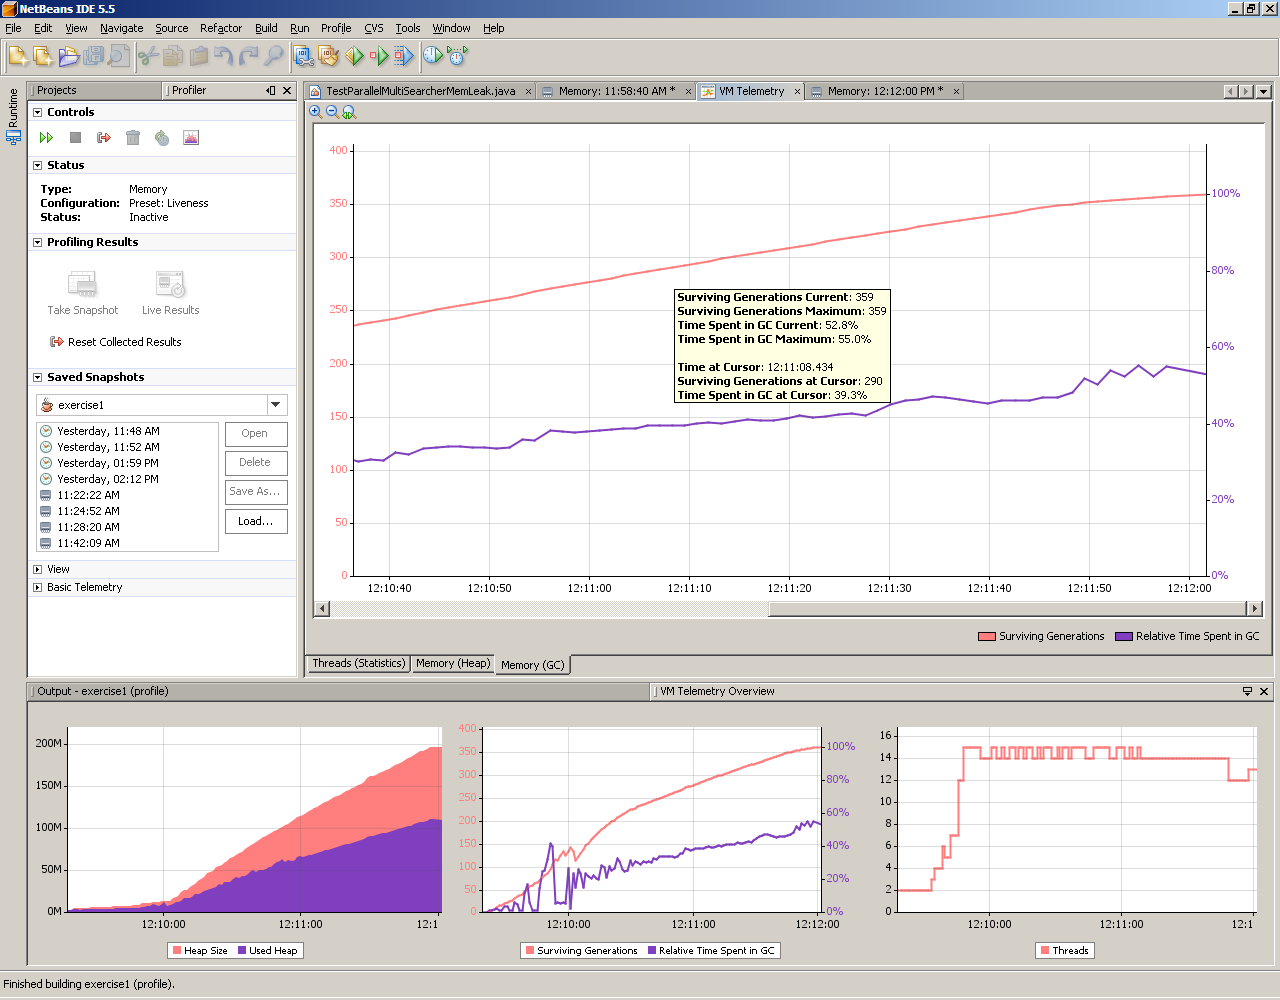 NetBeans IDE 5.5
File Edit View Navigate Source Refactor Build Run Profile CVS Tools Window Help
Runtime
Projects
Profiler
Controls
Status
Type: Memory
Configuration: Preset: Liveness
Status: Inactive
Profiling Results
Take Snapshot Live Results
Reset Collected Results
Saved Snapshots
exercise1
Yesterday, 11:48 AM
Yesterday, 11:52 AM
Yesterday, 01:59 PM
Yesterday, 02:12 PM
11:22:22 AM
11:24:52 AM
11:28:20 AM
11:42:09 AM
Open
Delete
Save As...
Load...
View
Basic Telemetry
TestParallelMultiSearcherMemLeak.java × Memory: 11:58:40 AM * × VM Telemetry × Memory: 12:12:00 PM * ×
400
350
300
250
200
150
100
50
0
100%
80%
60%
40%
20%
0%
Surviving Generations Current: 359
Surviving Generations Maximum: 359
Time Spent in GC Current: 52.8%
Time Spent in GC Maximum: 55.0%
Time at Cursor: 12:11:08.434
Surviving Generations at Cursor: 290
Time Spent in GC at Cursor: 39.3%
12:10:40 12:10:50 12:11:00 12:11:10 12:11:20 12:11:30 12:11:40 12:11:50 12:12:00
Surviving Generations Relative Time Spent in GC
Threads (Statistics) Memory (Heap) Memory (GC)
Output - exercise1 (profile)
VM Telemetry Overview
200M
150M
100M
50M
0M
12:10:00 12:11:00 12:1
Heap Size Used Heap
400
350
300
250
200
150
100
50
0
100%
80%
60%
40%
20%
0%
12:10:00 12:11:00 12:12:00
Surviving Generations Relative Time Spent in GC
16
14
12
10
8
6
4
2
0
12:10:00 12:11:00 12:1
Threads
Finished building exercise1 (profile).